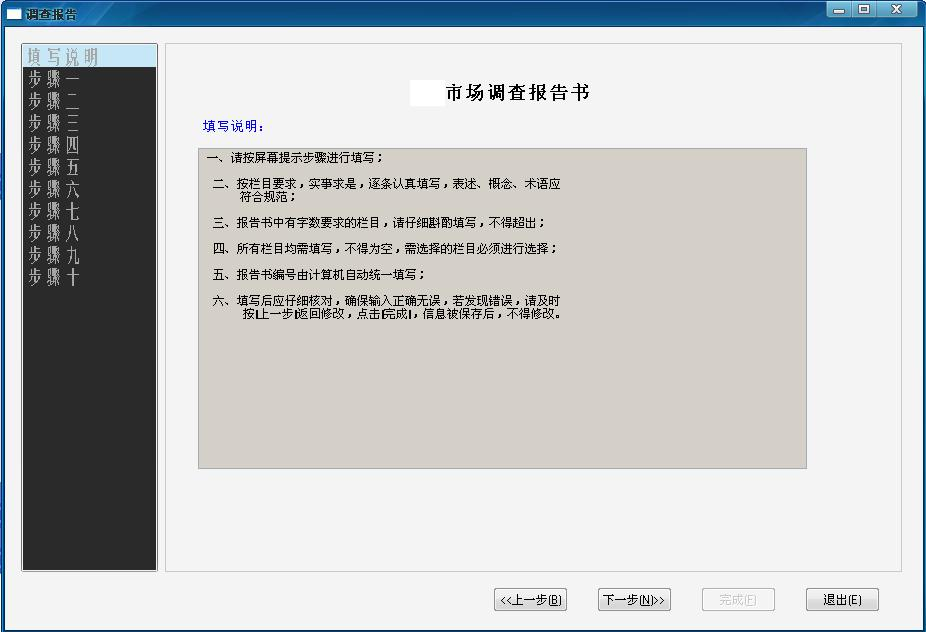 调查报告
填写说明
步骤一
步骤二
步骤三
步骤四
步骤五
步骤六
步骤七
步骤八
步骤九
步骤十
市场调查报告书
填写说明：
一、请按屏幕提示步骤进行填写；
二、按栏目要求，实事求是，逐条认真填写，表述、概念、术语应
符合规范；
三、报告书中有字数要求的栏目，请仔细斟酌填写，不得超出；
四、所有栏目均需填写，不得为空，需选择的栏目必须进行选择；
五、报告书编号由计算机自动统一填写；
六、填写后应仔细核对，确保输入正确无误，若发现错误，请及时
按[上一步]返回修改，点击[完成]，信息被保存后，不得修改。
<<上一步(B)
下一步(N)>>
完成(F)
退出(E)